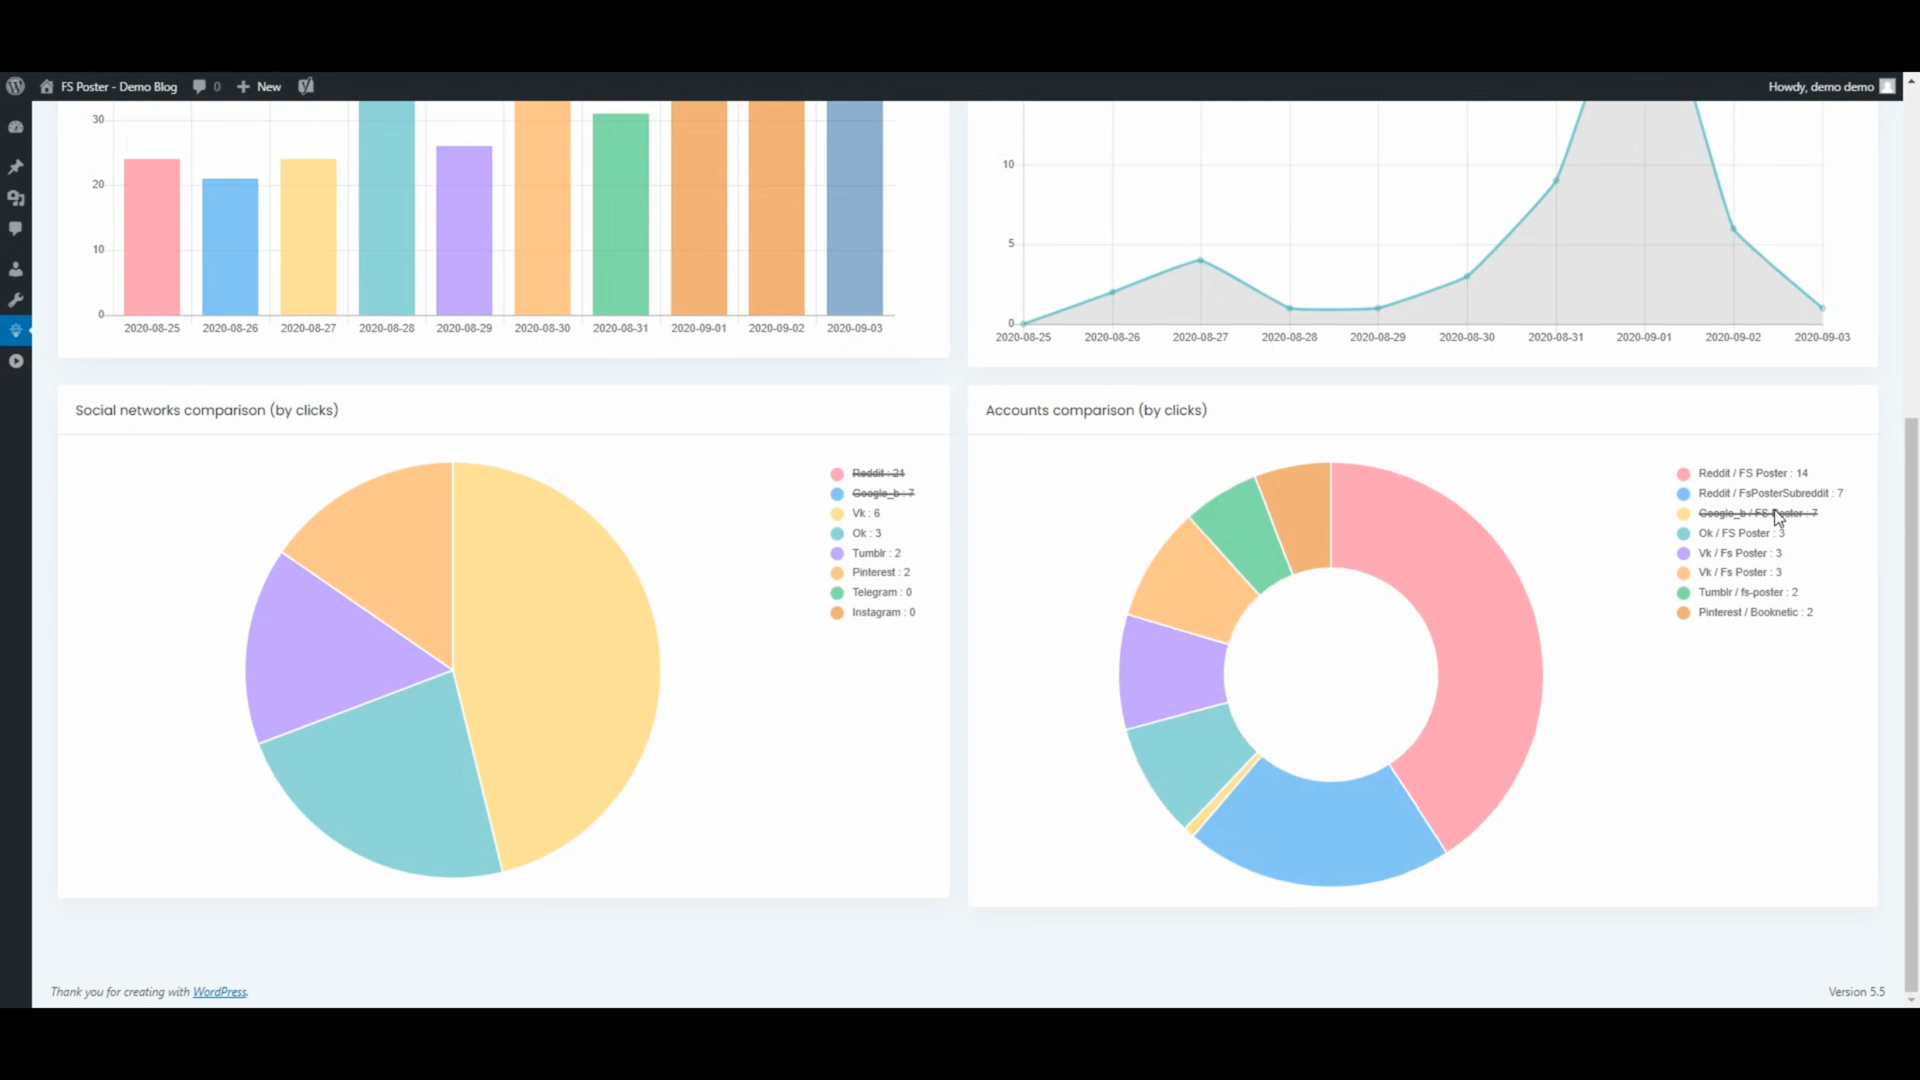 FS Poster - Demo Blog 0 New Howdy, demo demo
30
20
10
0
2020-08-25 2020-08-26 2020-08-27 2020-08-28 2020-08-29 2020-08-30 2020-08-31 2020-09-01 2020-09-02 2020-09-03
10
5
0
2020-08-25 2020-08-26 2020-08-27 2020-08-28 2020-08-29 2020-08-30 2020-08-31 2020-09-01 2020-09-02 2020-09-03
Social networks comparison (by clicks)
Reddit : 21
Google_b : 7
Vk : 6
Ok : 3
Tumblr : 2
Pinterest : 2
Telegram : 0
Instagram : 0
Accounts comparison (by clicks)
Reddit / FS Poster : 14
Reddit / FsPosterSubreddit : 7
Google_b / FS Poster : 7
Ok / FS Poster : 3
Vk / Fs Poster : 3
Vk / Fs Poster : 3
Tumblr / fs-poster : 2
Pinterest / Booknetic : 2
Thank you for creating with WordPress.
Version 5.5